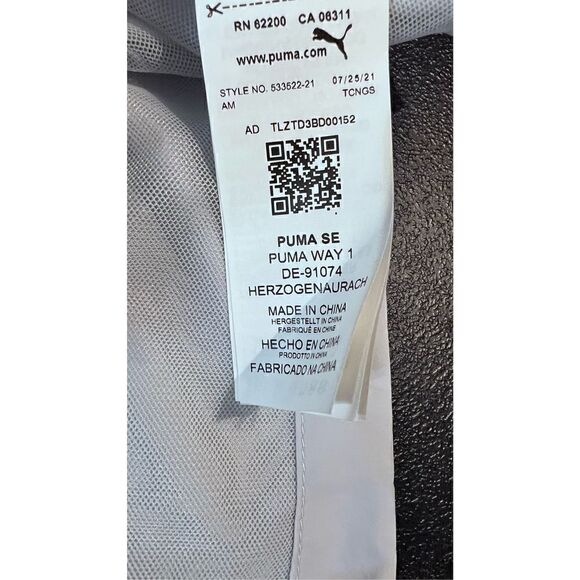 RN 62200 CA 06311
www.puma.com
STYLE NO. 533522-21 07/25/21
AM TCNGS
AD TLZTD3BD00152
PUMA SE
PUMA WAY 1
DE-91074
HERZOGENAURACH
MADE IN CHINA
HERGESTELLT IN CHINA
FABRIQUÉ EN CHINE
HECHO EN CHINA
PRODOTTO IN CHINA
FABRICADO NA CHINA